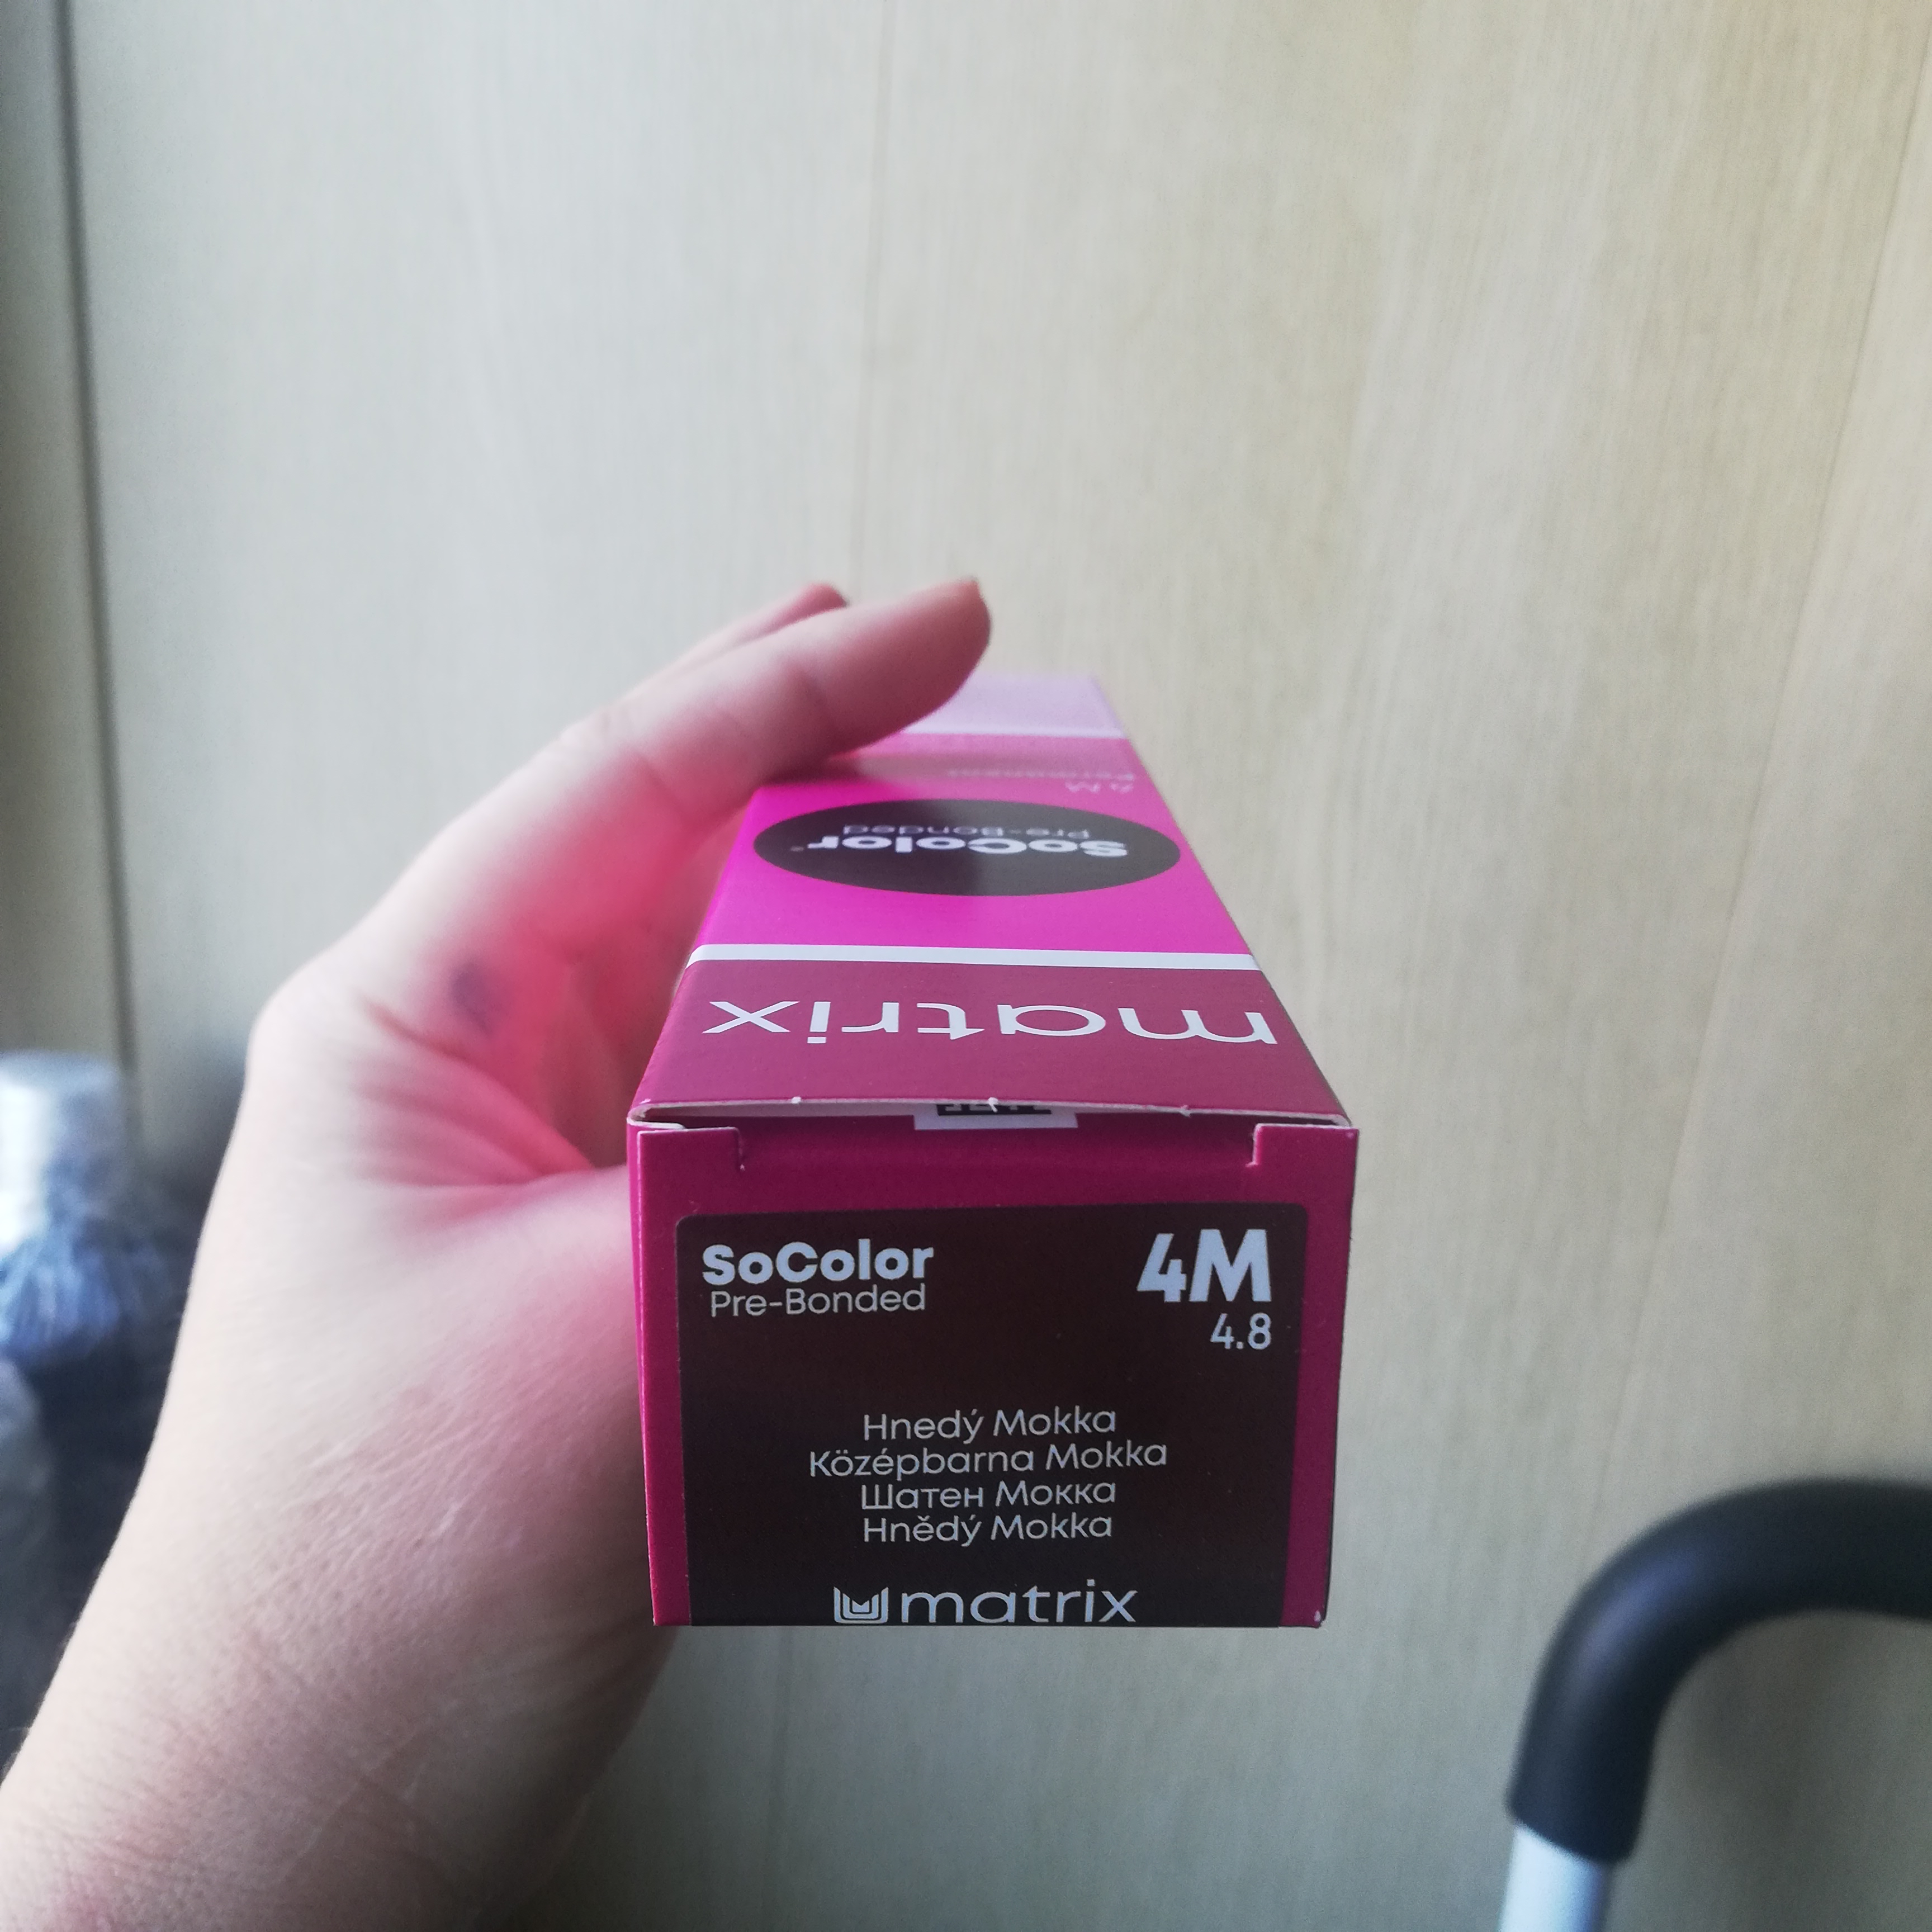 Permanent
4M
Pre-Bonded
SoColor
matrix
SoColor
Pre-Bonded
4M
4.8
Hnedý Mokka
Középbarna Mokka
Шатен Мокка
Hnědý Mokka
matrix